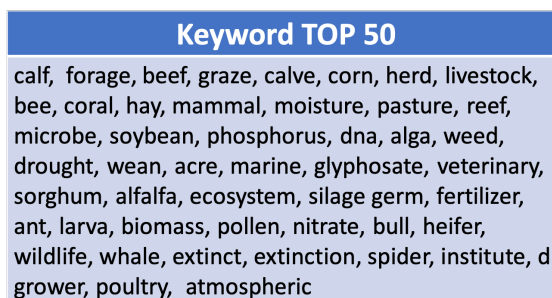 Keyword TOP 50
calf, forage, beef, graze, calve, corn, herd, livestock,
bee, coral, hay, mammal, moisture, pasture, reef,
microbe, soybean, phosphorus, dna, alga, weed,
drought, wean, acre, marine, glyphosate, veterinary,
sorghum, alfalfa, ecosystem, silage germ, fertilizer,
ant, larva, biomass, pollen, nitrate, bull, heifer,
wildlife, whale, extinct, extinction, spider, institute,
grower, poultry, atmospheric